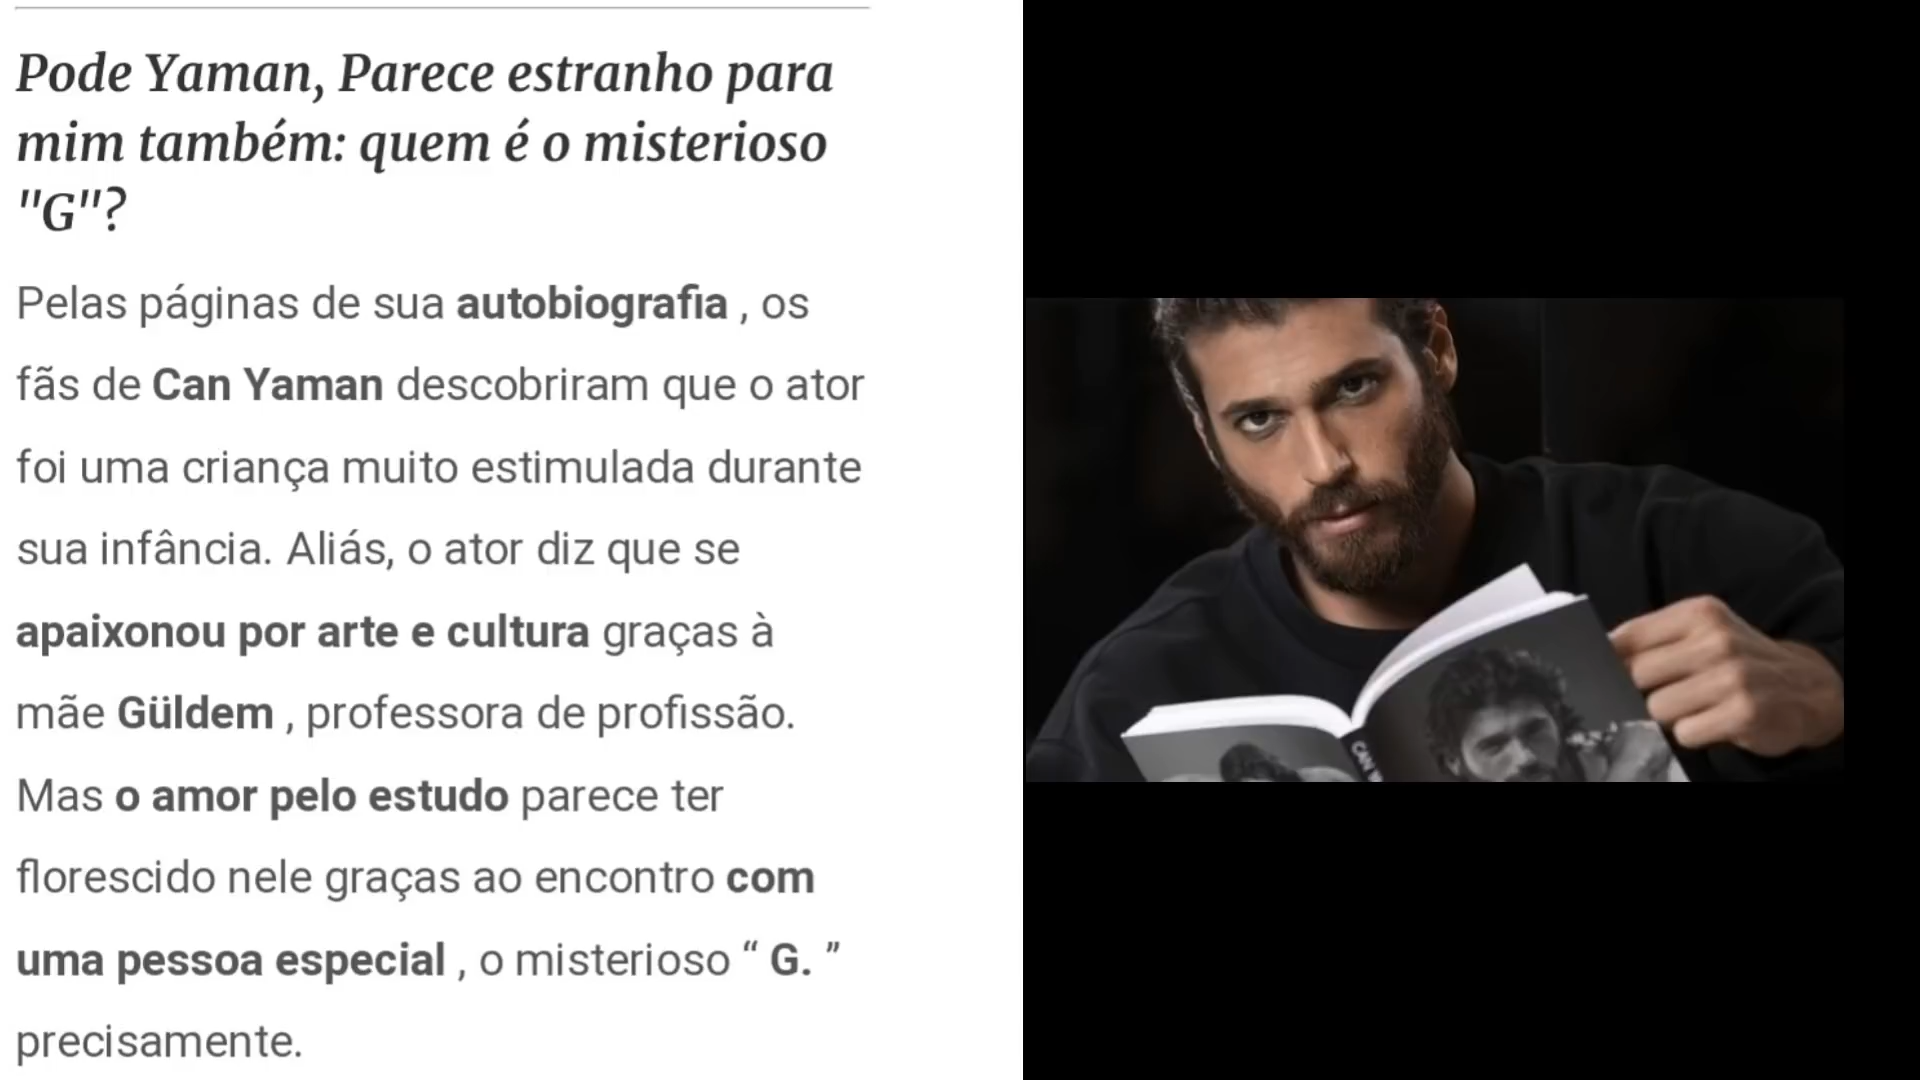 Pode Yaman, Parece estranho para
mim também: quem é o misterioso
"G"?
Pelas páginas de sua autobiografia , os
fãs de Can Yaman descobriram que o ator
foi uma criança muito estimulada durante
sua infância. Aliás, o ator diz que se
apaixonou por arte e cultura graças à
mãe Güldem , professora de profissão.
Mas o amor pelo estudo parece ter
florescido nele graças ao encontro com
uma pessoa especial , o misterioso “ G. ”
precisamente.
CAN